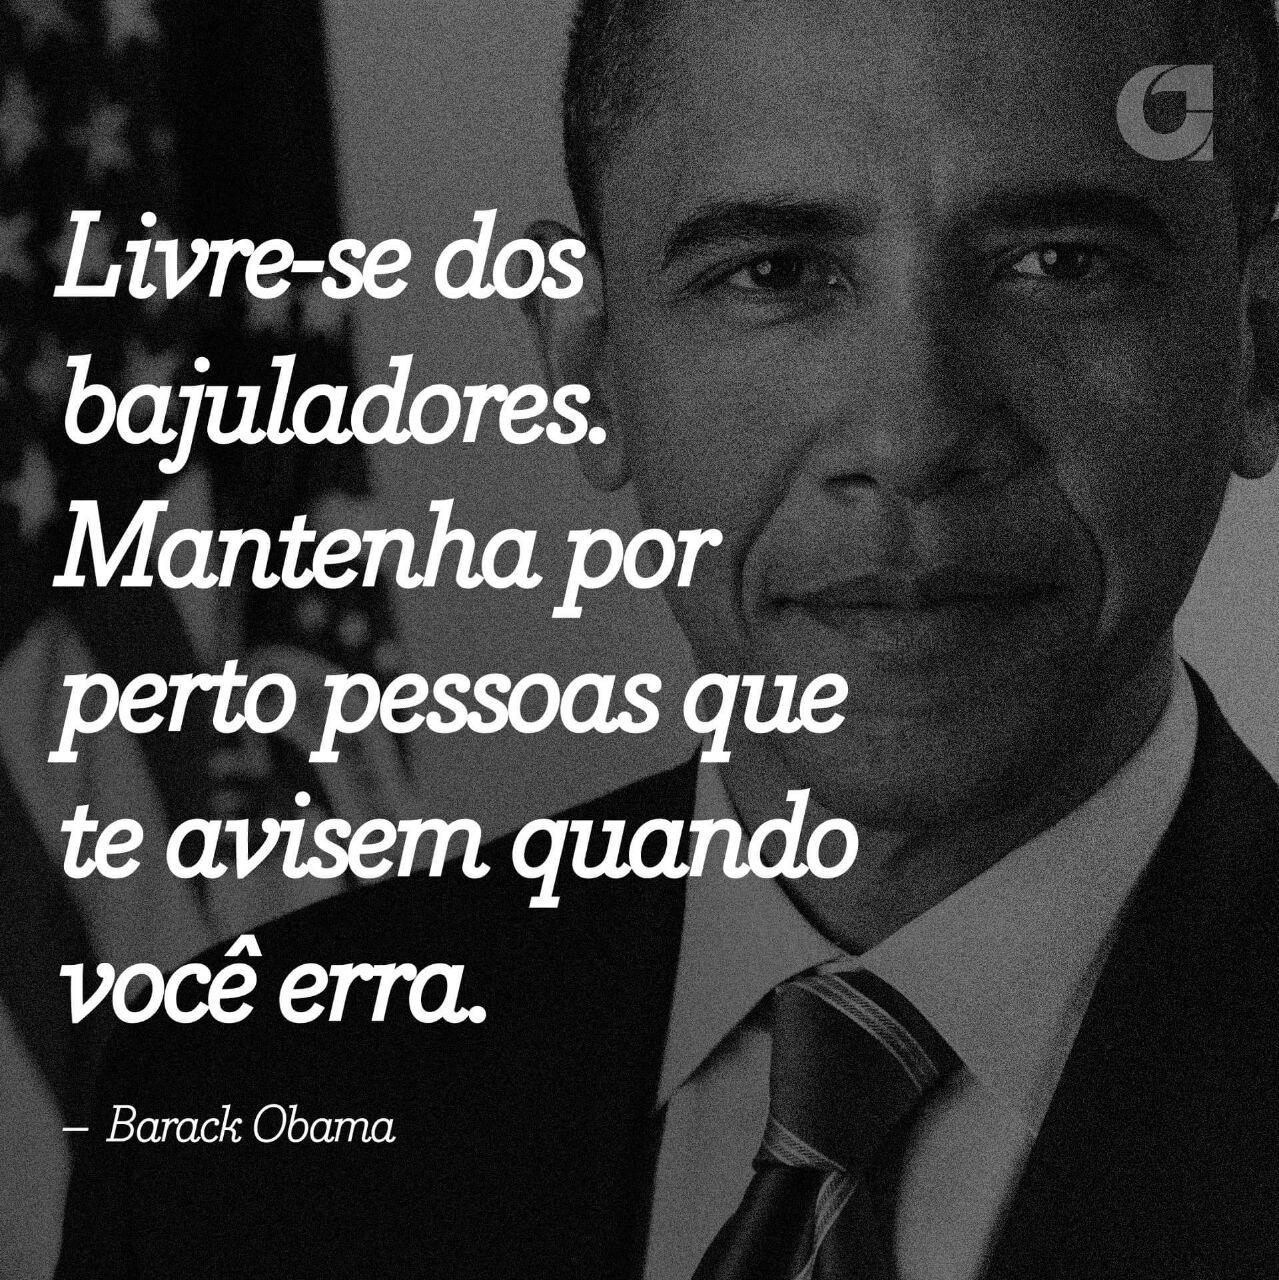 Livre-se dos
bajuladores.
Mantenha por
perto pessoas que
te avisem quando
você erra.
– Barack Obama